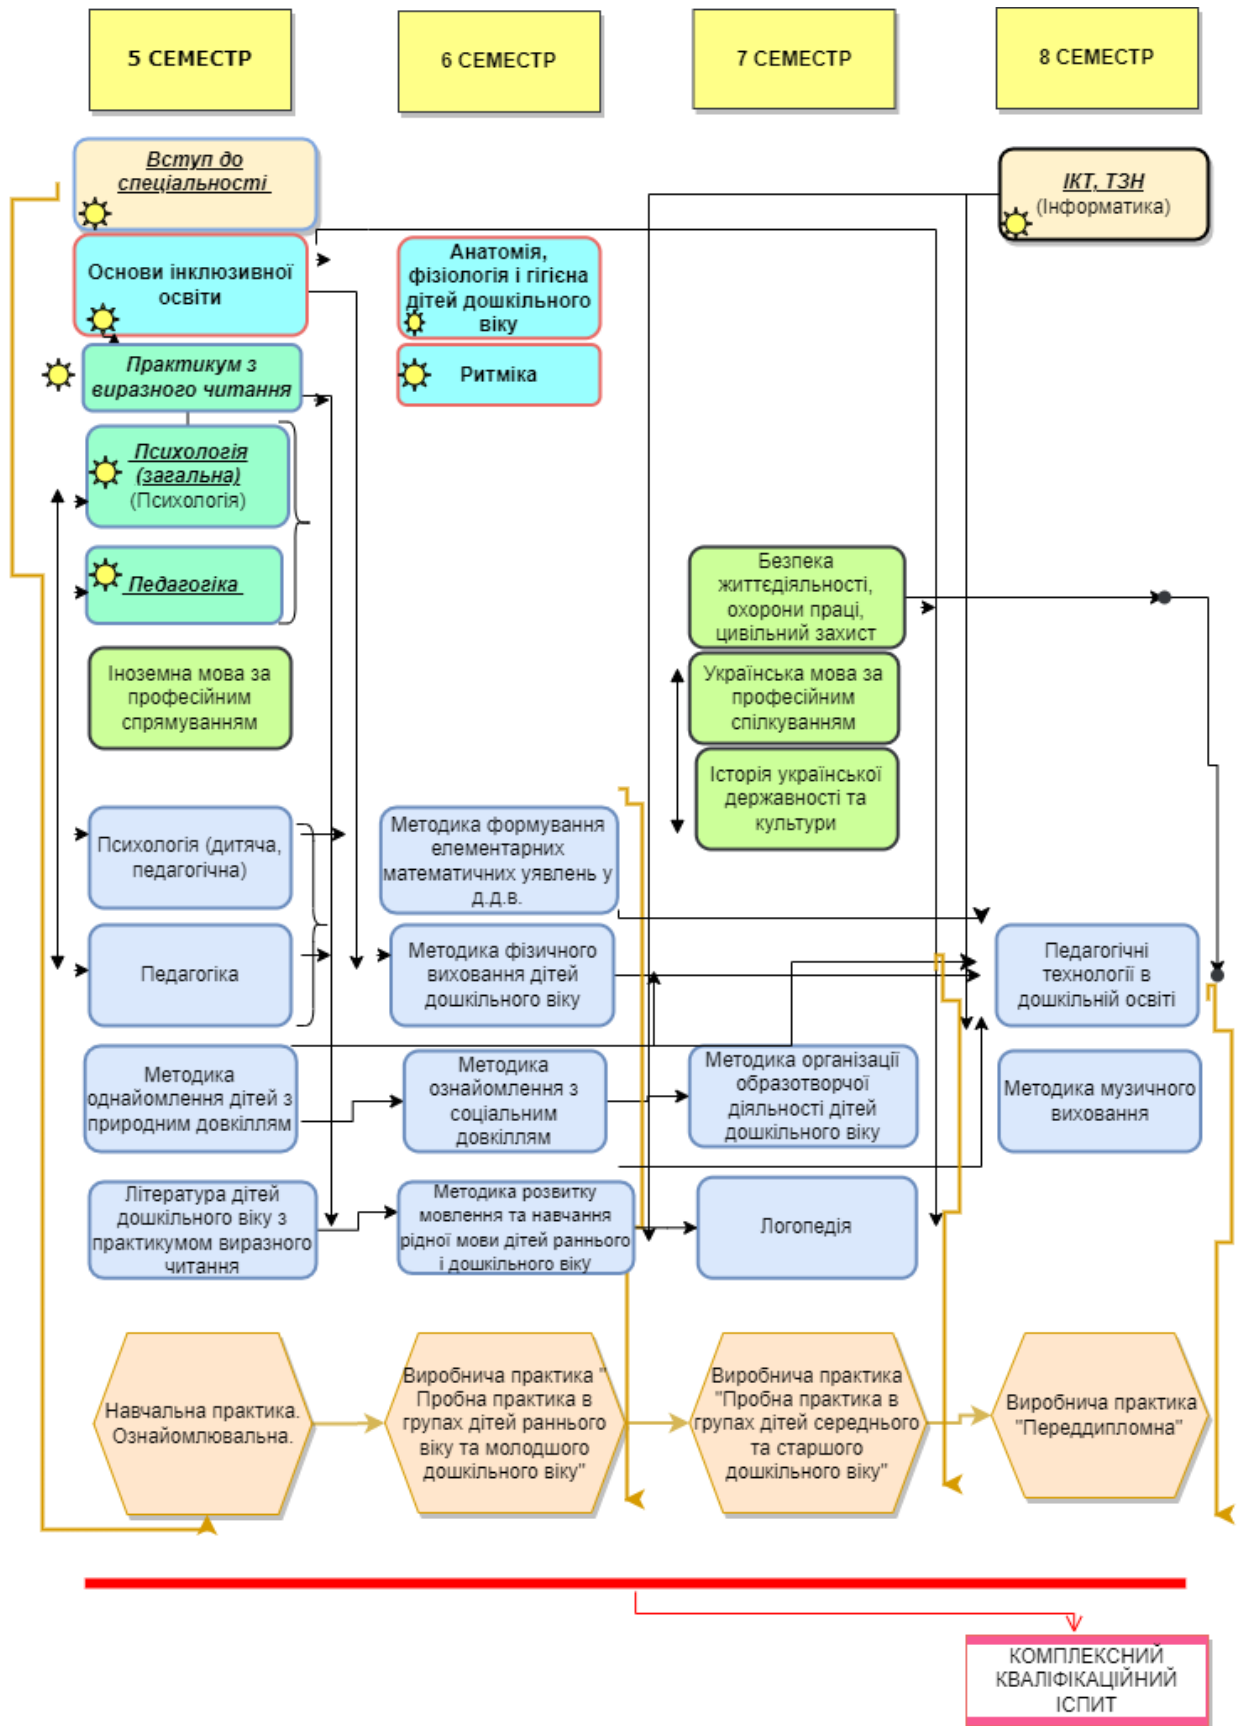 5 СЕМЕСТР
6 СЕМЕСТР
7 СЕМЕСТР
8 СЕМЕСТР
Вступ до
спеціальності
ІКТ, ТЗН
(Інформатика)
Основи інклюзивної
освіти
Анатомія,
фізіологія і гігієна
дітей дошкільного
віку
Практикум з
виразного читання
Ритміка
Психологія
(загальна)
(Психологія)
Педагогіка
Безпека
життєдіяльності,
охорони праці,
цивільний захист
Іноземна мова за
професійним
спрямуванням
Українська мова за
професійним
спілкуванням
Історія української
державності та
культури
Психологія (дитяча,
педагогічна)
Методика формування
елементарних
математичних уявлень у
д.д.в.
Педагогіка
Методика фізичного
виховання дітей
дошкільного віку
Педагогічні
технології в
дошкільній освіті
Методика
однайомлення дітей з
природним довкіллям
Методика
ознайомлення з
соціальним
довкіллям
Методика організації
образотворчої
діяльності дітей
дошкільного віку
Методика музичного
виховання
Література дітей
дошкільного віку з
практикумом виразного
читання
Методика розвитку
мовлення та навчання
рідної мови дітей раннього
і дошкільного віку
Логопедія
Навчальна практика.
Ознайомлювальна.
Виробнича практика "
Пробна практика в
групах дітей раннього
віку та молодшого
дошкільного віку"
Виробнича практика
"Пробна практика в
групах дітей середнього
та старшого
дошкільного віку"
Виробнича практика
"Переддипломна"
КОМПЛЕКСНИЙ
КВАЛІФІКАЦІЙНИЙ
ІСПИТ